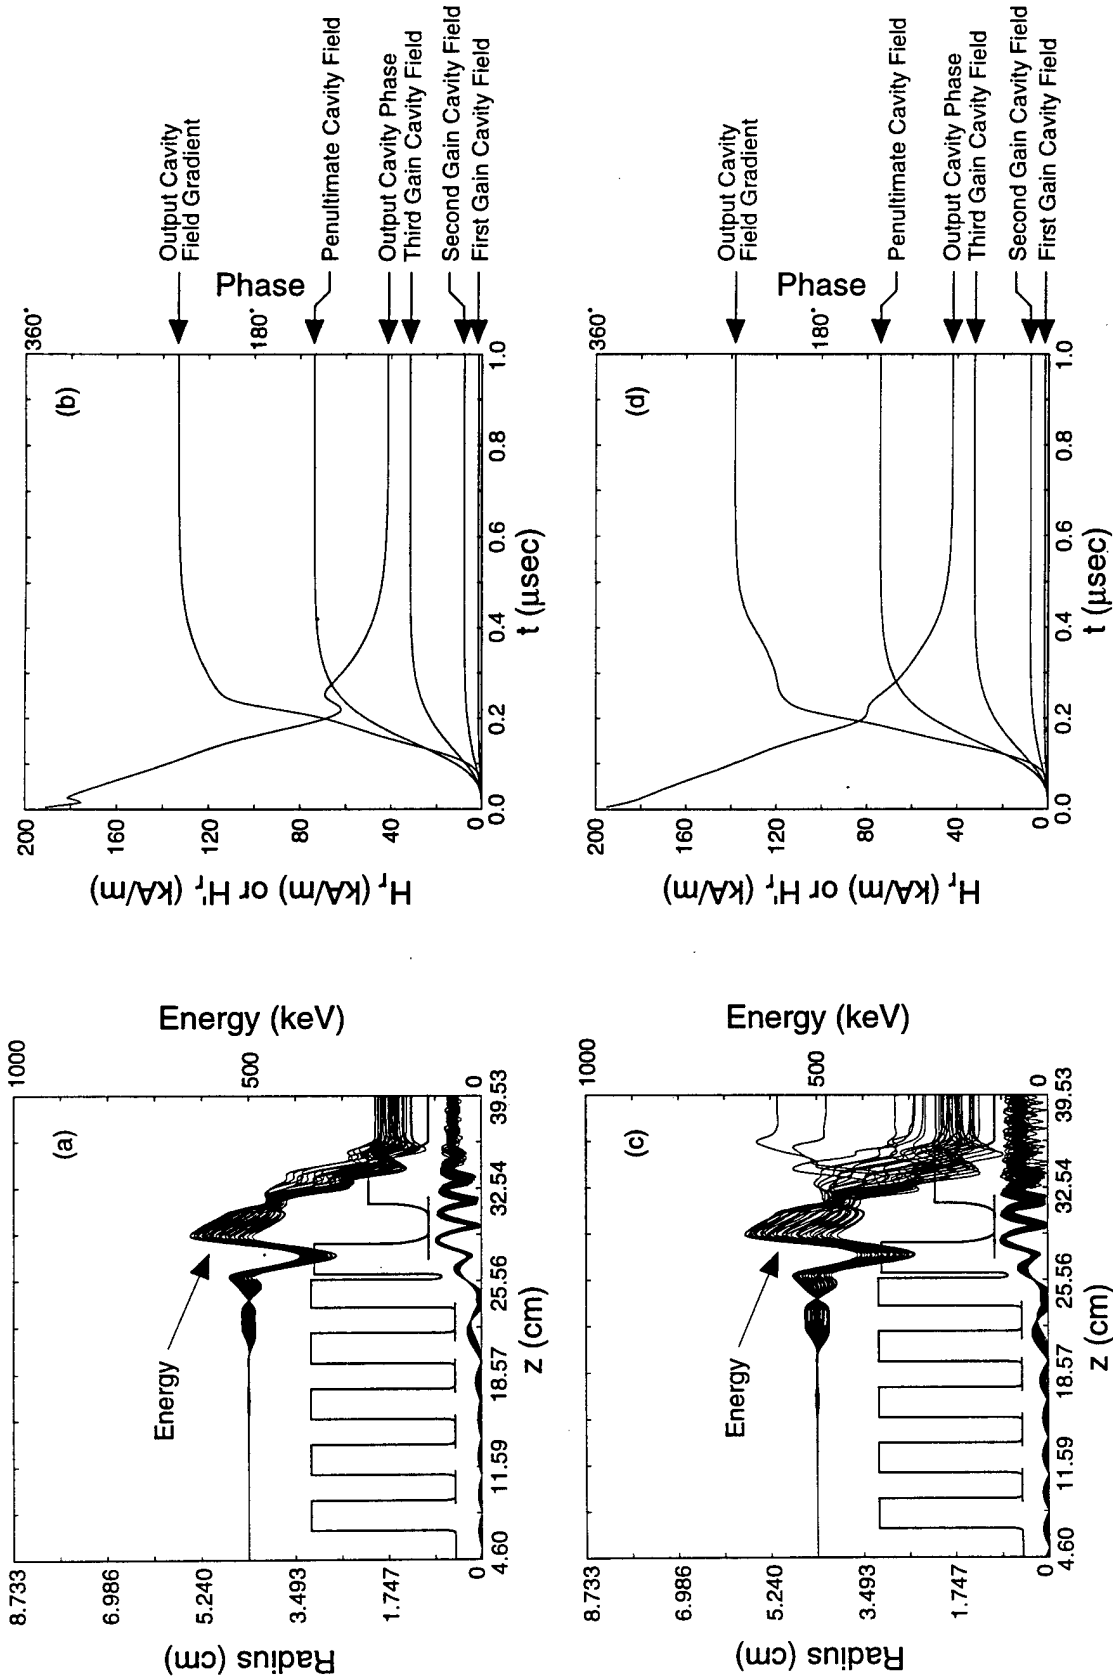 (a)
8.733
6.986
5.240
3.493
1.747
0
Radius (cm)
1000
500
0
Energy (keV)
Energy
4.60
11.59
18.57
25.56
32.54
39.53
z (cm)
(b)
200
160
120
80
40
0
H_r (kA/m) or H'_r (kA/m)
360°
180°
Phase
0.0
0.2
0.4
0.6
0.8
1.0
t (μsec)
Output Cavity
Field Gradient
Penultimate Cavity Field
Output Cavity Phase
Third Gain Cavity Field
Second Gain Cavity Field
First Gain Cavity Field
(c)
8.733
6.986
5.240
3.493
1.747
0
Radius (cm)
1000
500
0
Energy (keV)
Energy
4.60
11.59
18.57
25.56
32.54
39.53
z (cm)
(d)
200
160
120
80
40
0
H_r (kA/m) or H'_r (kA/m)
360°
180°
Phase
0.0
0.2
0.4
0.6
0.8
1.0
t (μsec)
Output Cavity
Field Gradient
Penultimate Cavity Field
Output Cavity Phase
Third Gain Cavity Field
Second Gain Cavity Field
First Gain Cavity Field